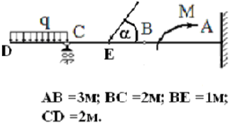 q C B M A
D E α
AB =3м; BC =2м; BE =1м;
CD =2м.